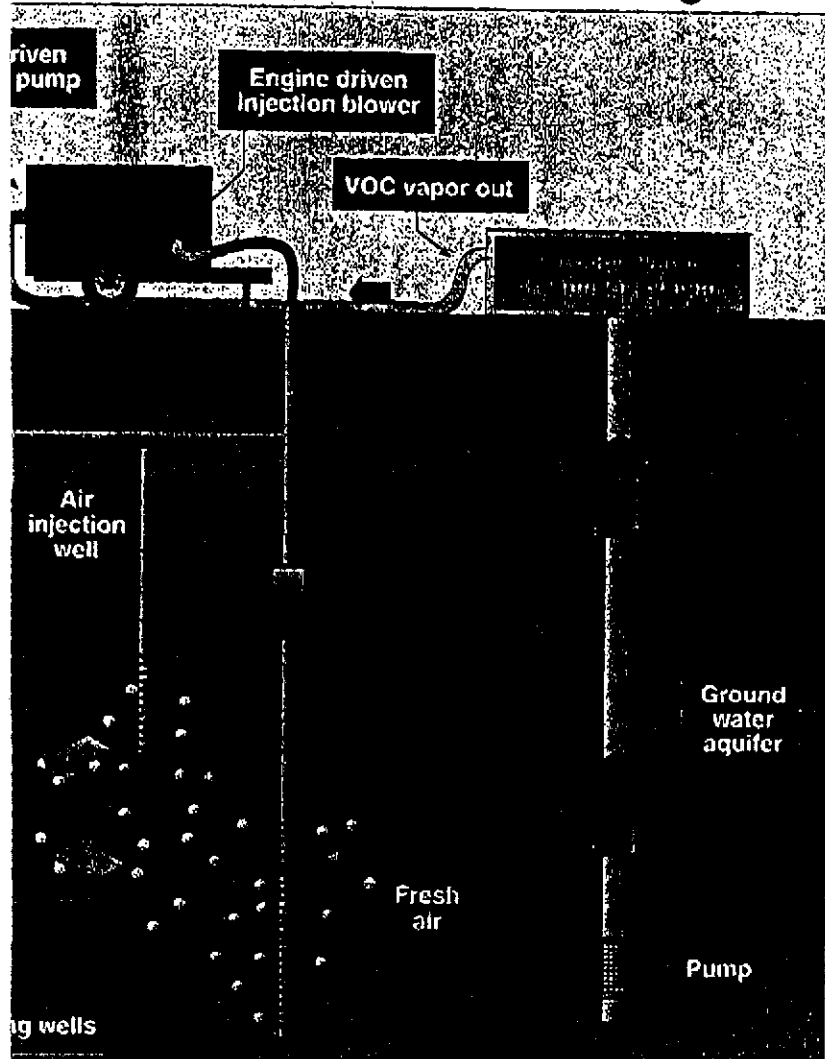 riven
pump
Engine driven
Injection blower
VOC vapor out
Air
injection
well
Ground
water
aquifer
Fresh
air
Pump
ng wells